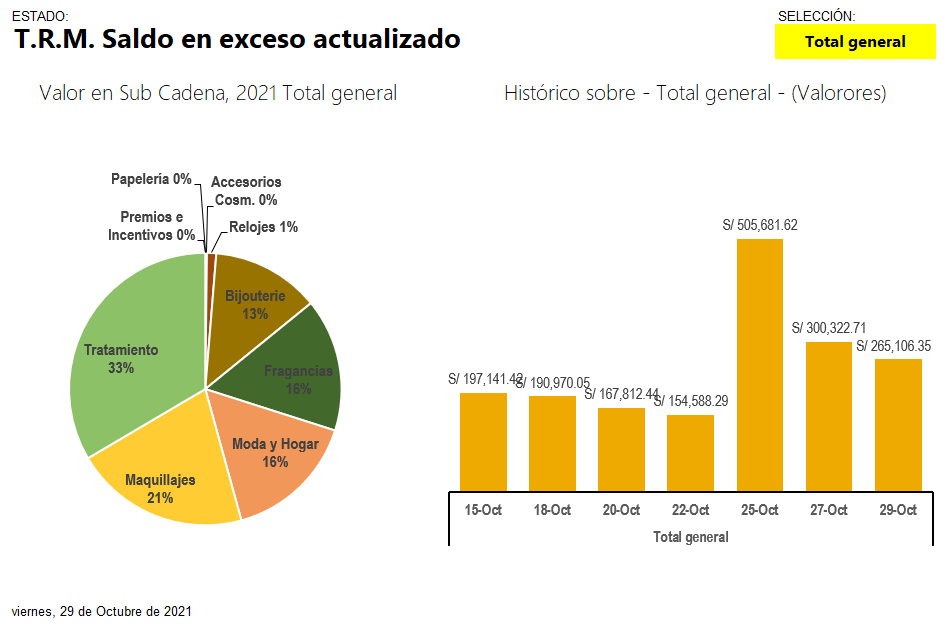 ESTADO:
T.R.M. Saldo en exceso actualizado
SELECCIÓN:
Total general
Valor en Sub Cadena, 2021 Total general
Papelería 0%
Accesorios
Cosm. 0%
Premios e
Incentivos 0%
Relojes 1%
Bijouterie
13%
Tratamiento
33%
Fragancias
16%
Moda y Hogar
16%
Maquillajes
21%
Histórico sobre - Total general - (Valorores)
S/ 505,681.62
S/ 300,322.71
S/ 265,106.35
S/ 197,141.42
S/ 190,970.05
S/ 167,812.44
S/ 154,588.29
15-Oct
18-Oct
20-Oct
22-Oct
25-Oct
27-Oct
29-Oct
Total general
viernes, 29 de Octubre de 2021